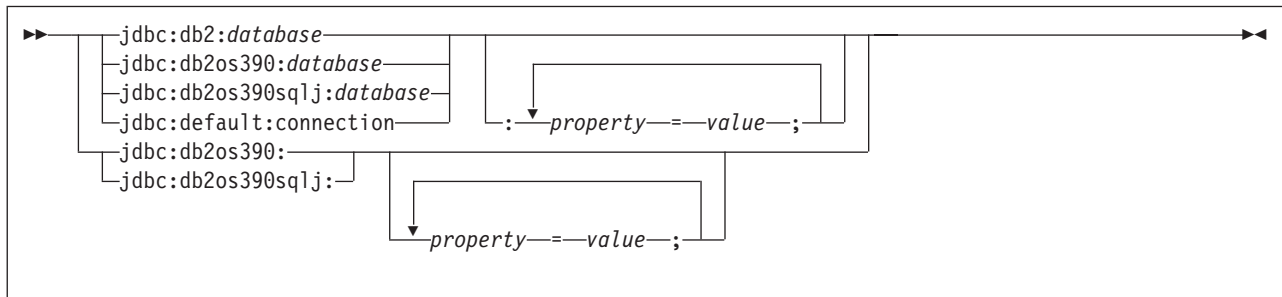 jdbc:db2:database
jdbc:db2os390:database
jdbc:db2os390sqlj:database
jdbc:default:connection
: property = value ;
jdbc:db2os390:
jdbc:db2os390sqlj:
property = value ;